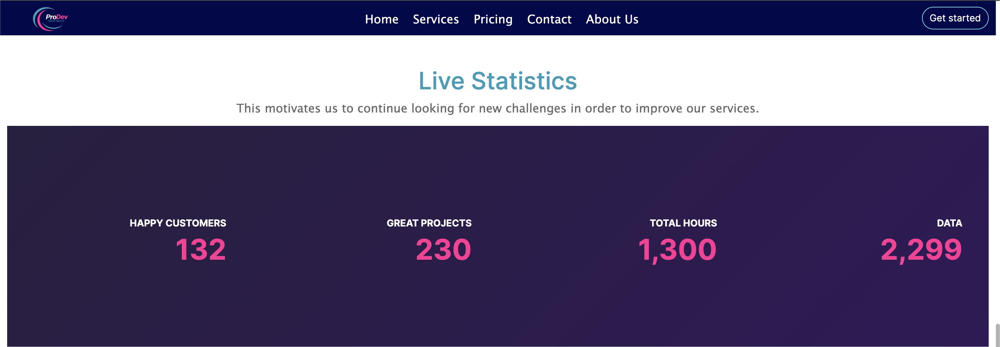 ProDev
Digital Agency
Home Services Pricing Contact About Us
Get started
Live Statistics
This motivates us to continue looking for new challenges in order to improve our services.
HAPPY CUSTOMERS GREAT PROJECTS TOTAL HOURS DATA
132 230 1,300 2,299